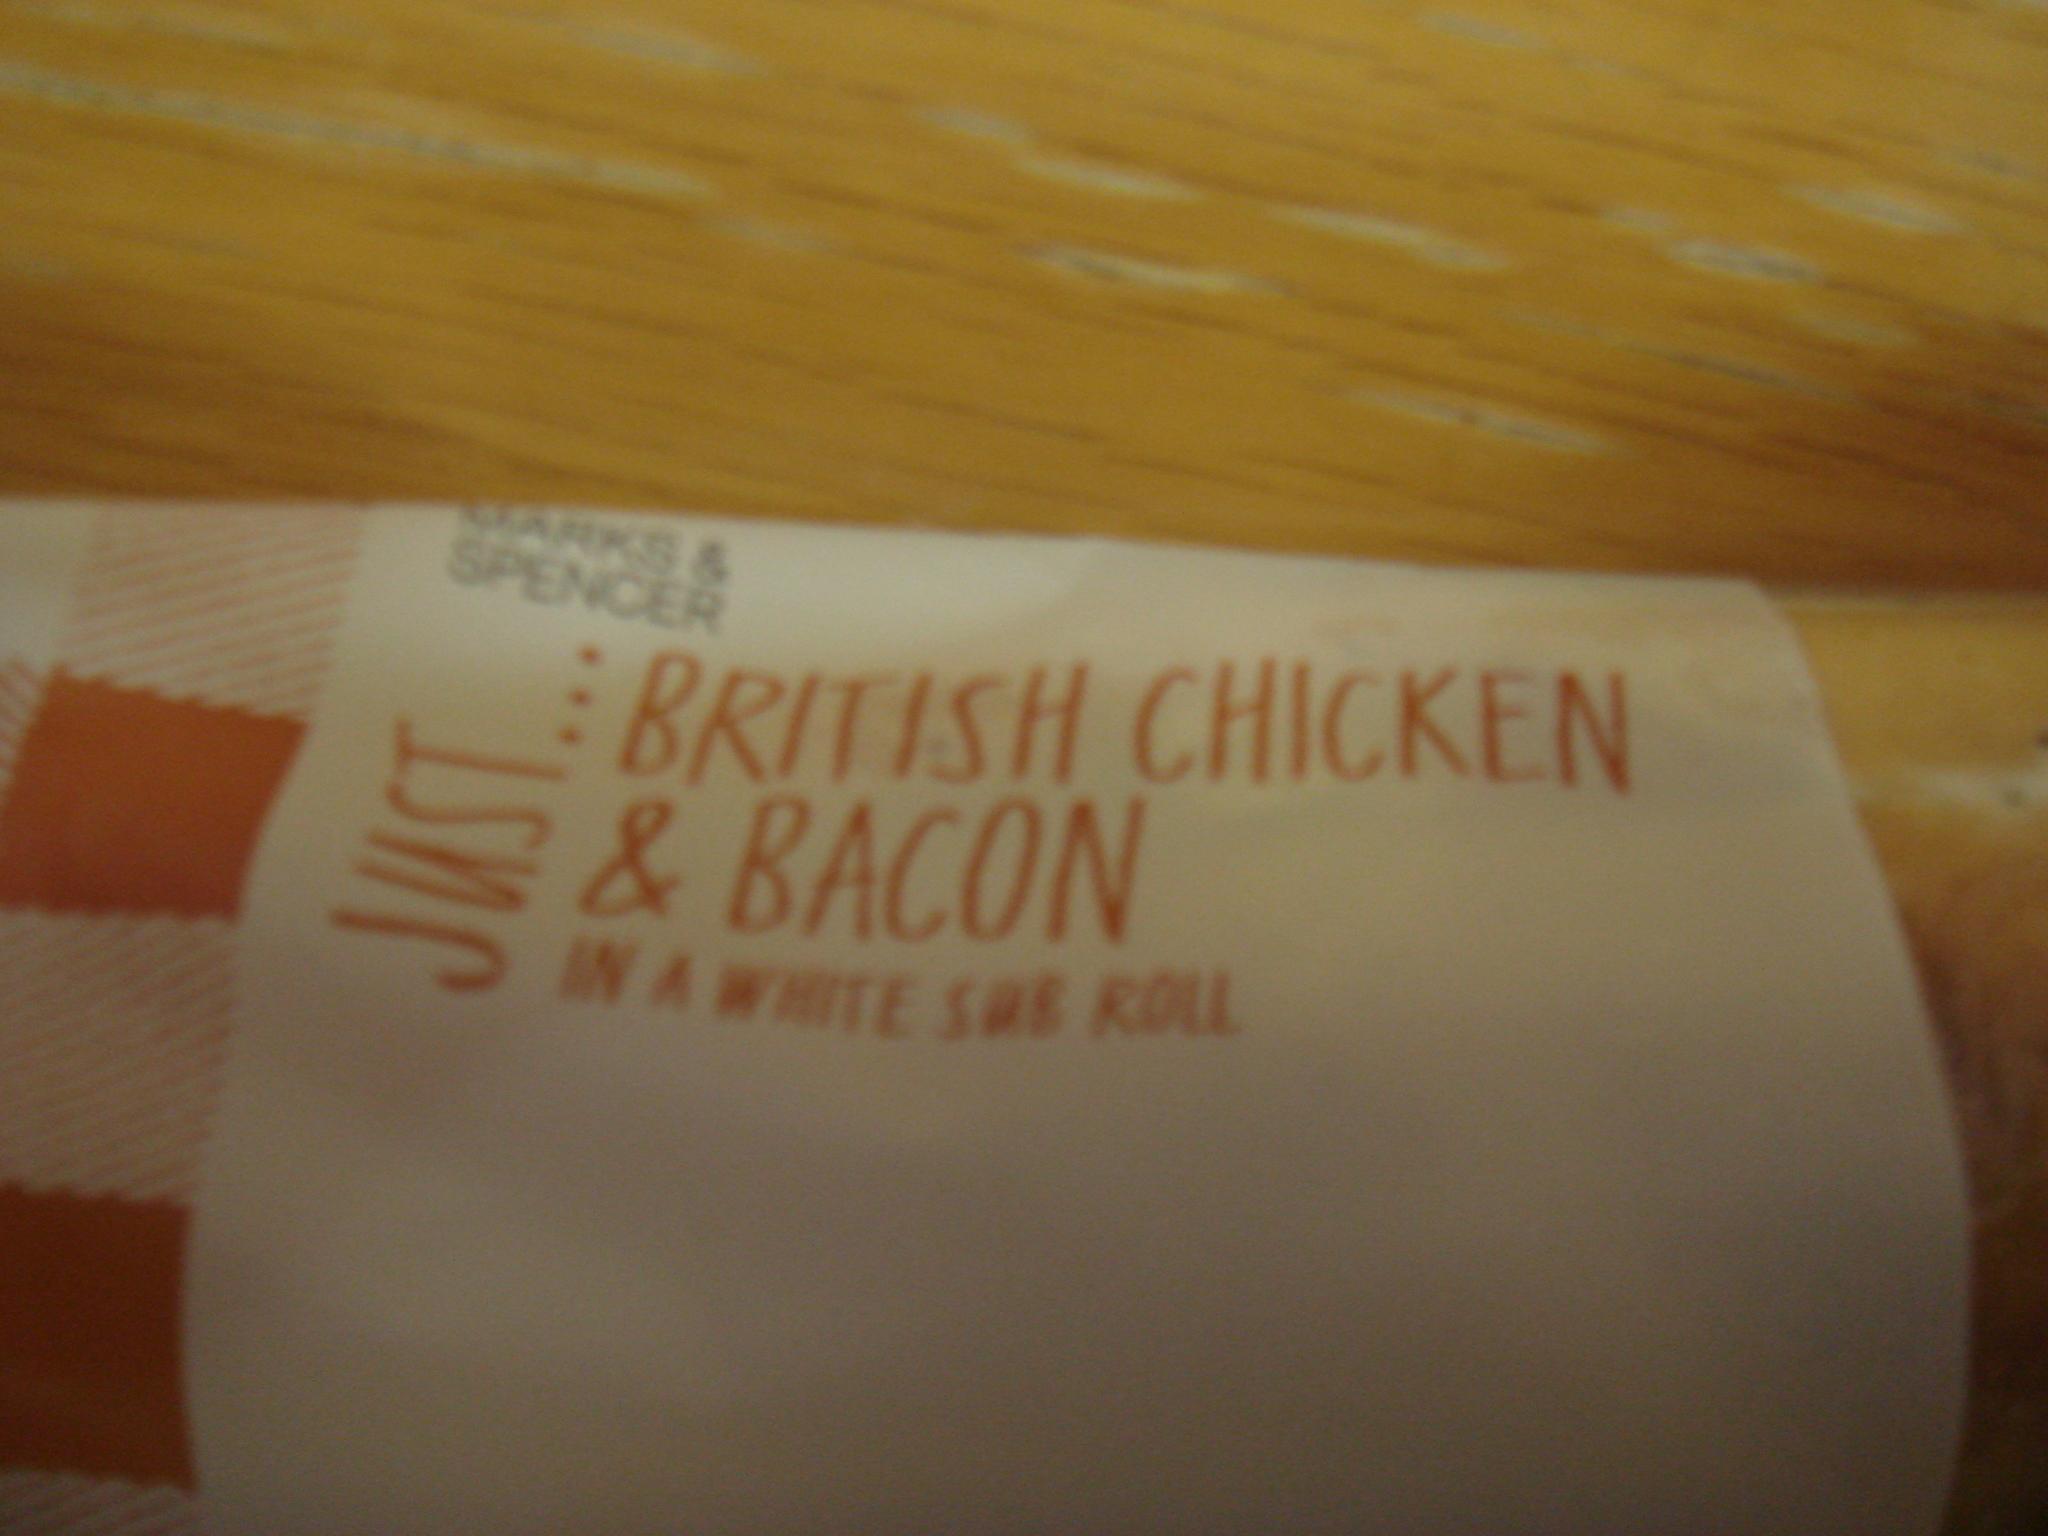 MARKS &
SPENCER
JUST...
BRITISH CHICKEN
& BACON
IN A WHITE SUB ROLL